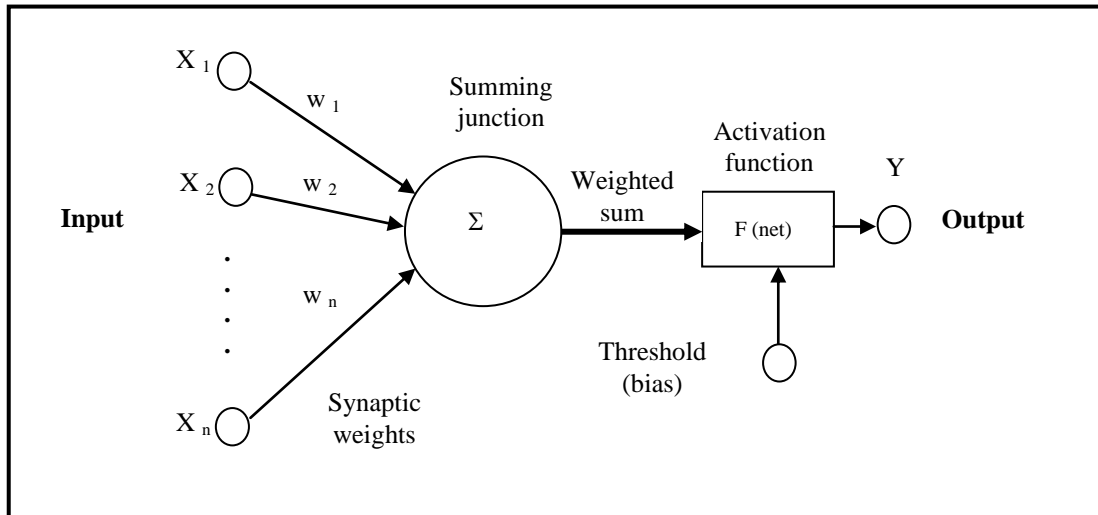 X 1
w 1
Summing
junction
Activation
function
X 2
w 2
Weighted
sum
Y
Input
Σ
F (net)
Output
.
.
.
.
w n
Threshold
(bias)
X n
Synaptic
weights